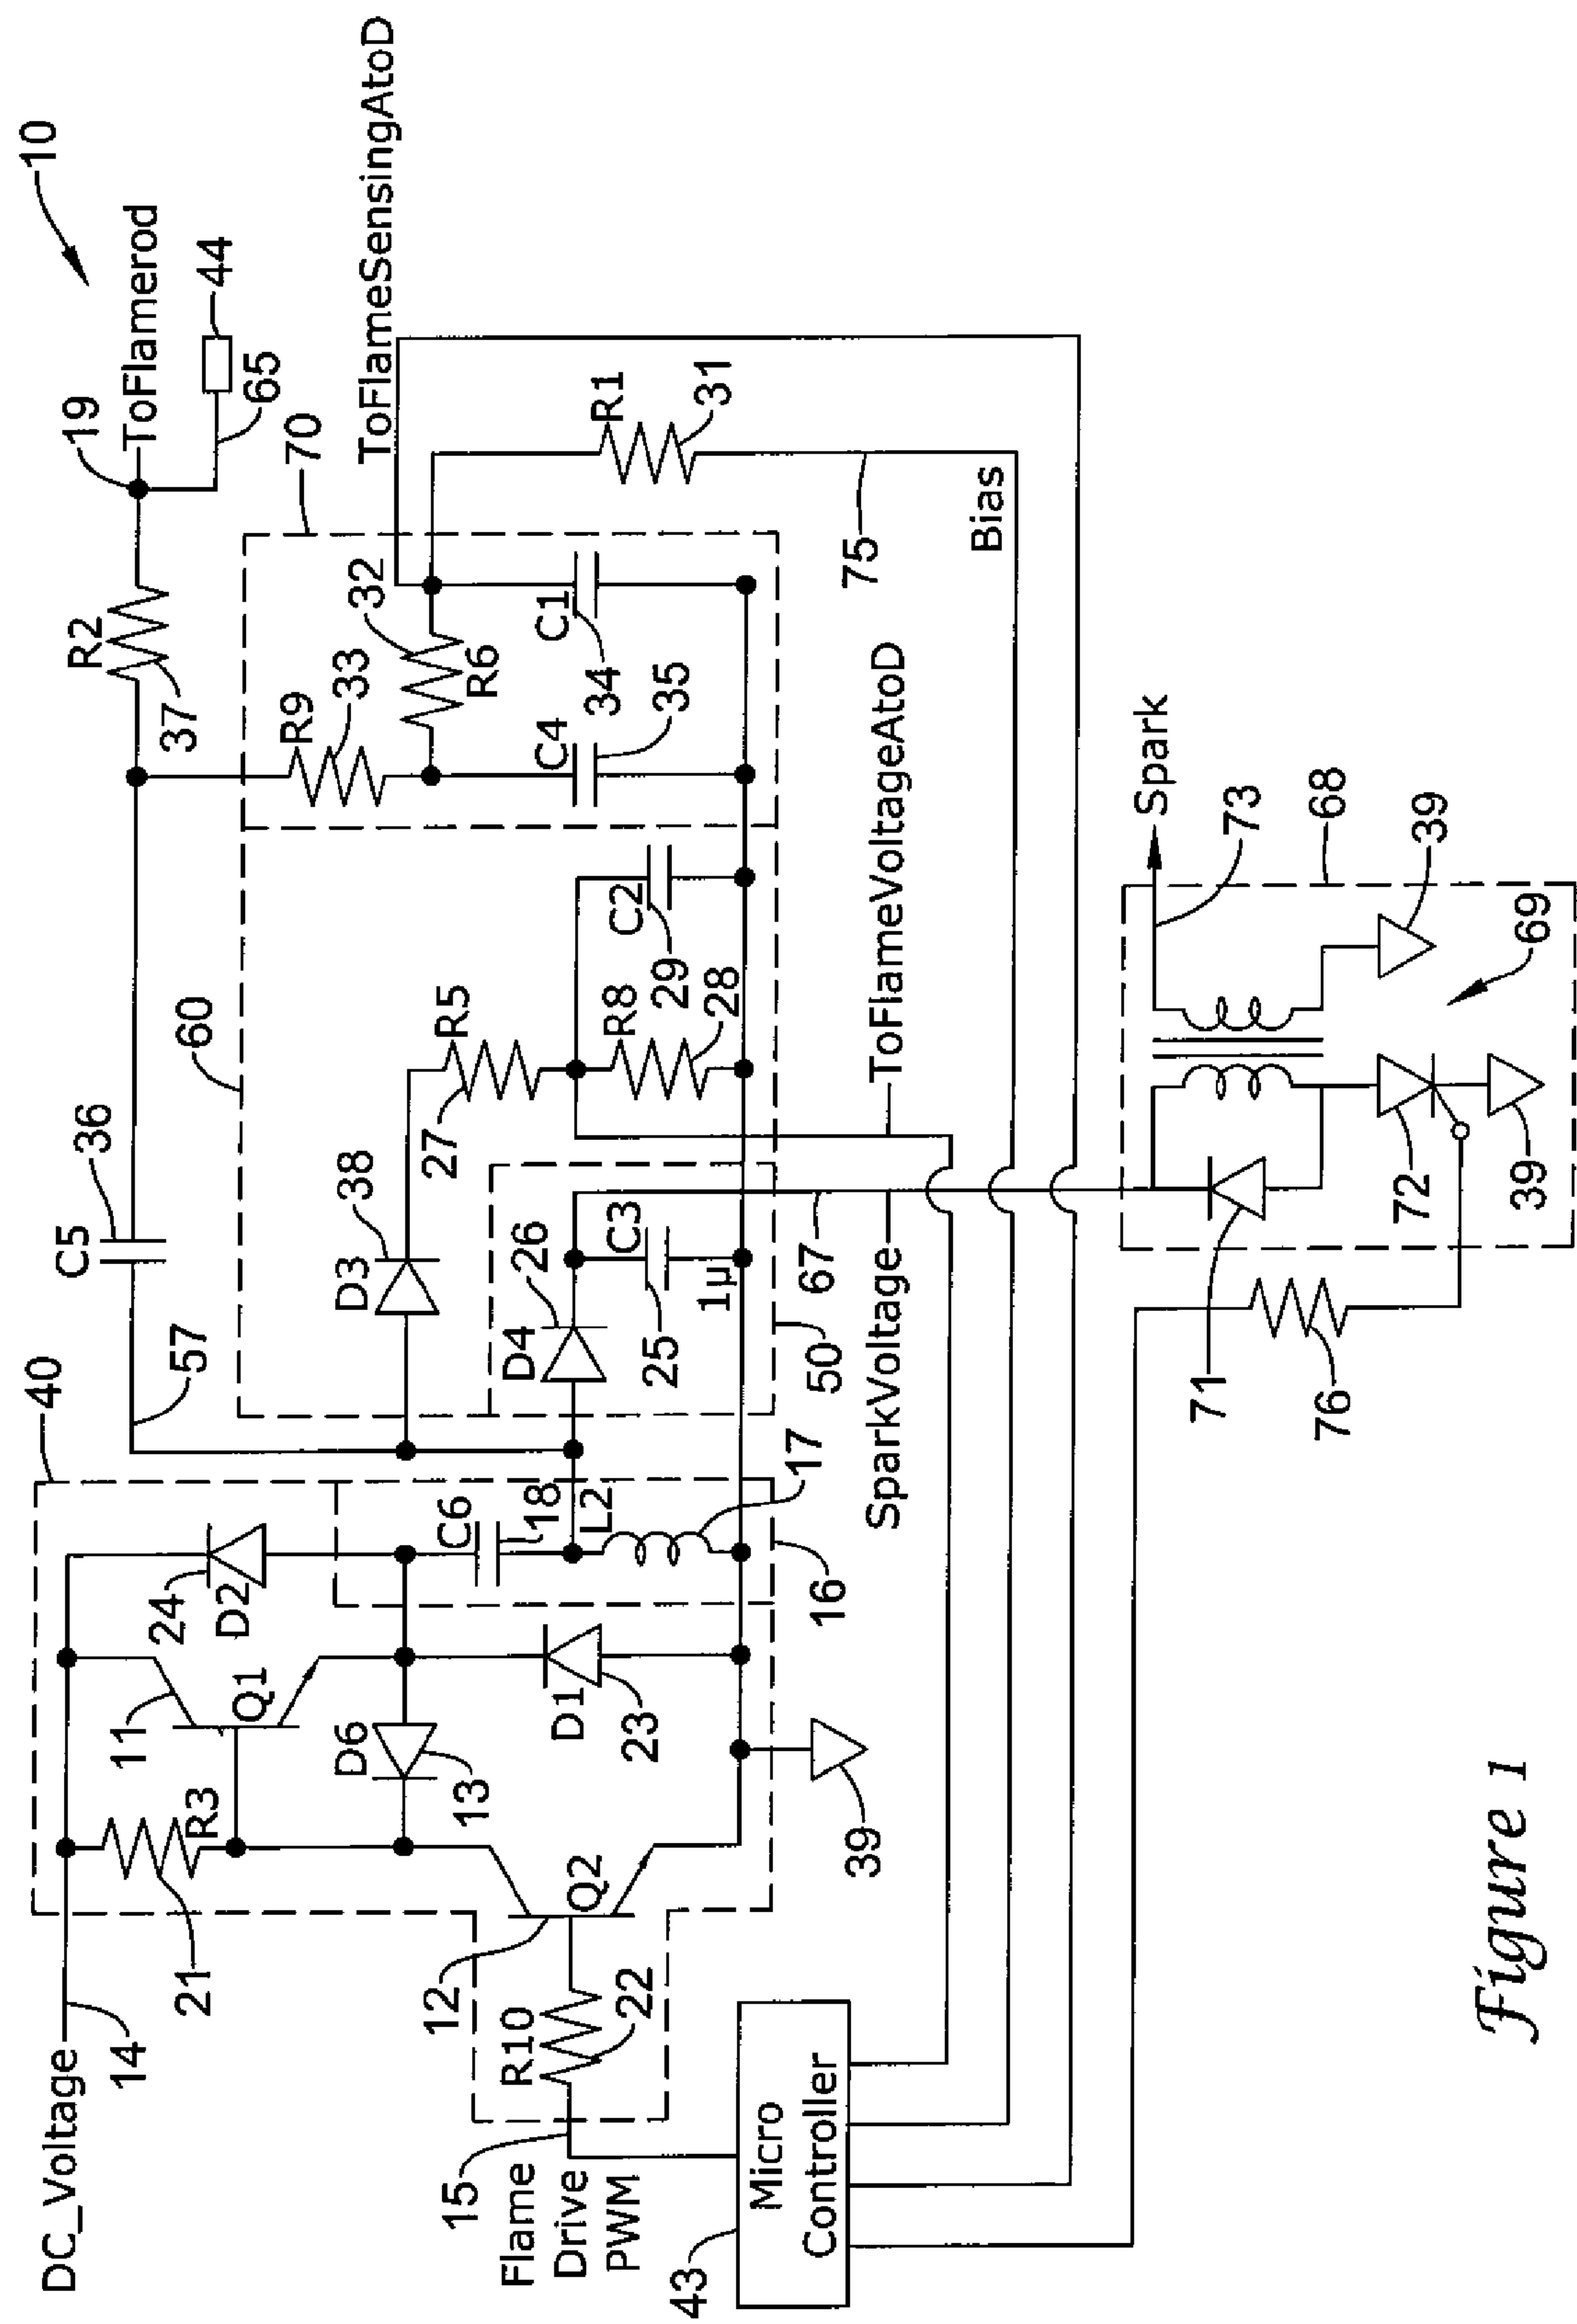 10
ToFlamerod
19
44
65
R2
37
C5
36
57
40
DC_Voltage
14
21
R3
11
Q1
24
D2
D6
13
D1
23
C6
18
L2
17
16
12
Q2
R10
22
15
Flame
Drive
PWM
43
Micro
Controller
39
60
D3
38
D4
26
C3
25
1µ
50
R5
27
R8
28
C2
29
70
R9
33
32
R6
C4
35
C1
34
ToFlameSensingAtoD
R1
31
75
Bias
ToFlameVoltageAtoD
SparkVoltage
67
Spark
73
68
39
69
72
39
71
76
Figure 1